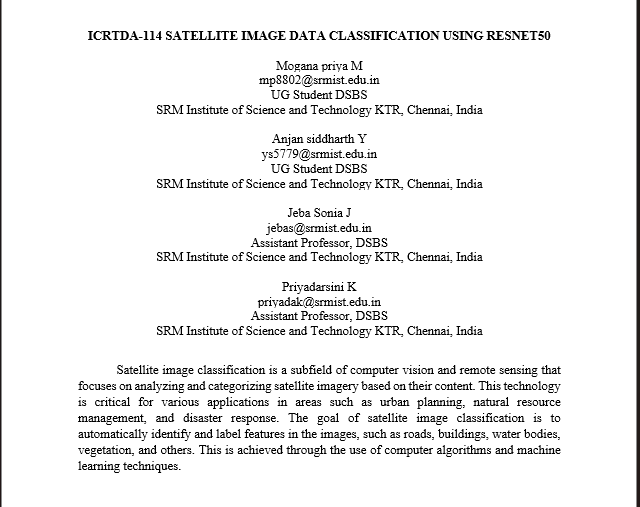 ICRTDA-114 SATELLITE IMAGE DATA CLASSIFICATION USING RESNET50
Mogana priya M
mp8802@srmist.edu.in
UG Student DSBS
SRM Institute of Science and Technology KTR, Chennai, India
Anjan siddharth Y
ys5779@srmist.edu.in
UG Student DSBS
SRM Institute of Science and Technology KTR, Chennai, India
Jeba Sonia J
jebas@srmist.edu.in
Assistant Professor, DSBS
SRM Institute of Science and Technology KTR, Chennai, India
Priyadarsini K
priyadak@srmist.edu.in
Assistant Professor, DSBS
SRM Institute of Science and Technology KTR, Chennai, India
Satellite image classification is a subfield of computer vision and remote sensing that
focuses on analyzing and categorizing satellite imagery based on their content. This technology
is critical for various applications in areas such as urban planning, natural resource
management, and disaster response. The goal of satellite image classification is to
automatically identify and label features in the images, such as roads, buildings, water bodies,
vegetation, and others. This is achieved through the use of computer algorithms and machine
learning techniques.